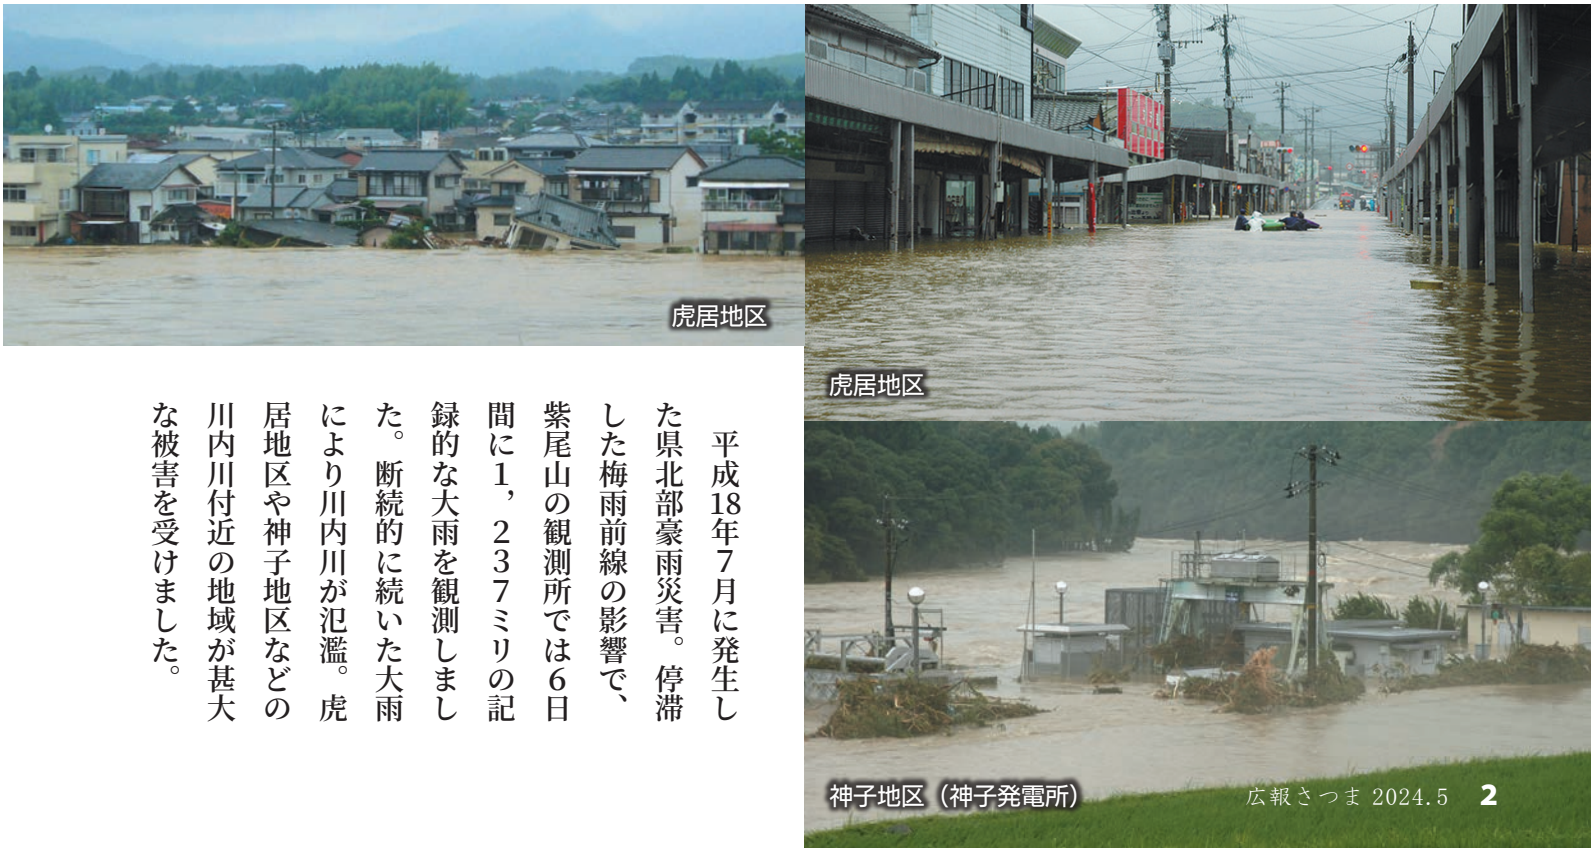 虎居地区
虎居地区
平成18年7月に発生し
た県北部豪雨災害。停滞
した梅雨前線の影響で、
紫尾山の観測所では6日
間に1,237ミリの記
録的な大雨を観測しまし
た。断続的に続いた大雨
により川内川が氾濫。虎
居地区や神子地区などの
川内川付近の地域が甚大
な被害を受けました。
神子地区（神子発電所）
広報さつま 2024.5 2